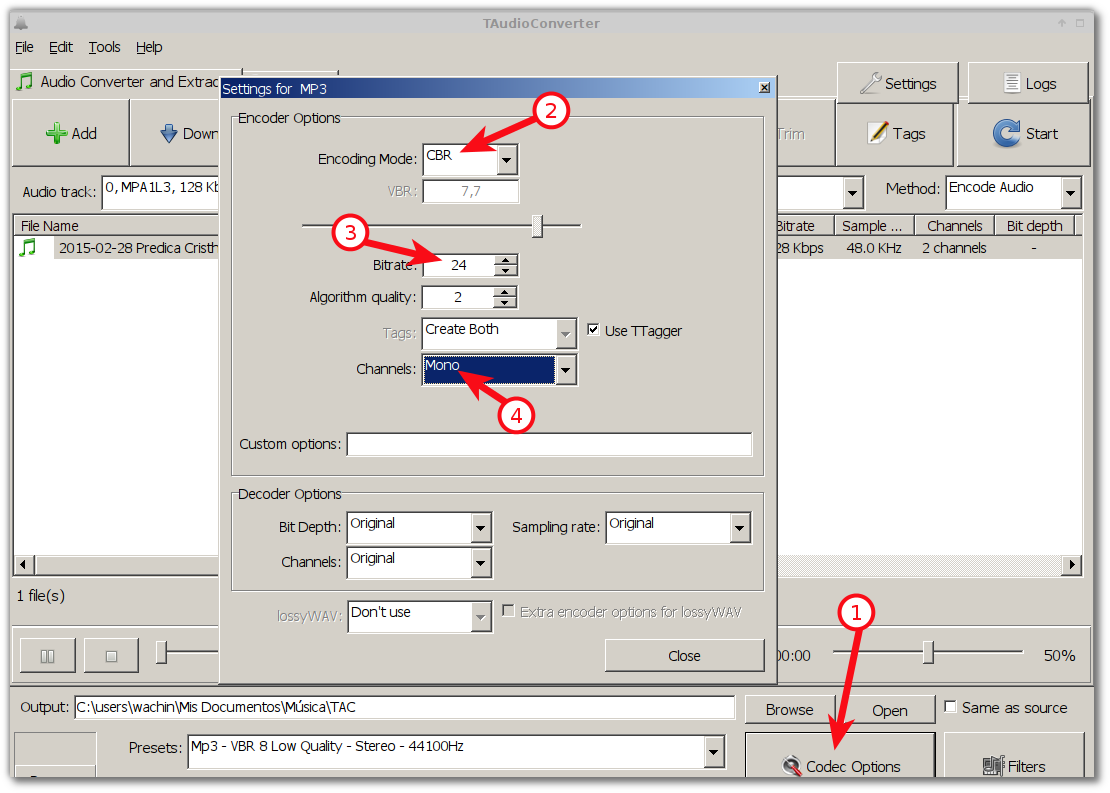 TAudioConverter
File Edit Tools Help
Audio Converter and Extrac
Settings Logs
Add Down Trim Tags Start
Audio track: 0, MPA1L3, 128 Kb Method: Encode Audio
File Name Bitrate Sample ... Channels Bit depth
2015-02-28 Predica Cristh 28 Kbps 48.0 KHz 2 channels -
Settings for MP3
Encoder Options
2
Encoding Mode: CBR
VBR: 7,7
3
Bitrate: 24
Algorithm quality: 2
Tags: Create Both Use TTagger
Channels: Mono
4
Custom options:
Decoder Options
Bit Depth: Original Sampling rate: Original
Channels: Original
lossyWAV: Don't use Extra encoder options for lossyWAV
Close
1 file(s)
1
00:00 50%
Output: C:\users\wachin\Mis Documentos\Música\TAC Browse Open Same as source
Presets: Mp3 - VBR 8 Low Quality - Stereo - 44100Hz
Codec Options Filters